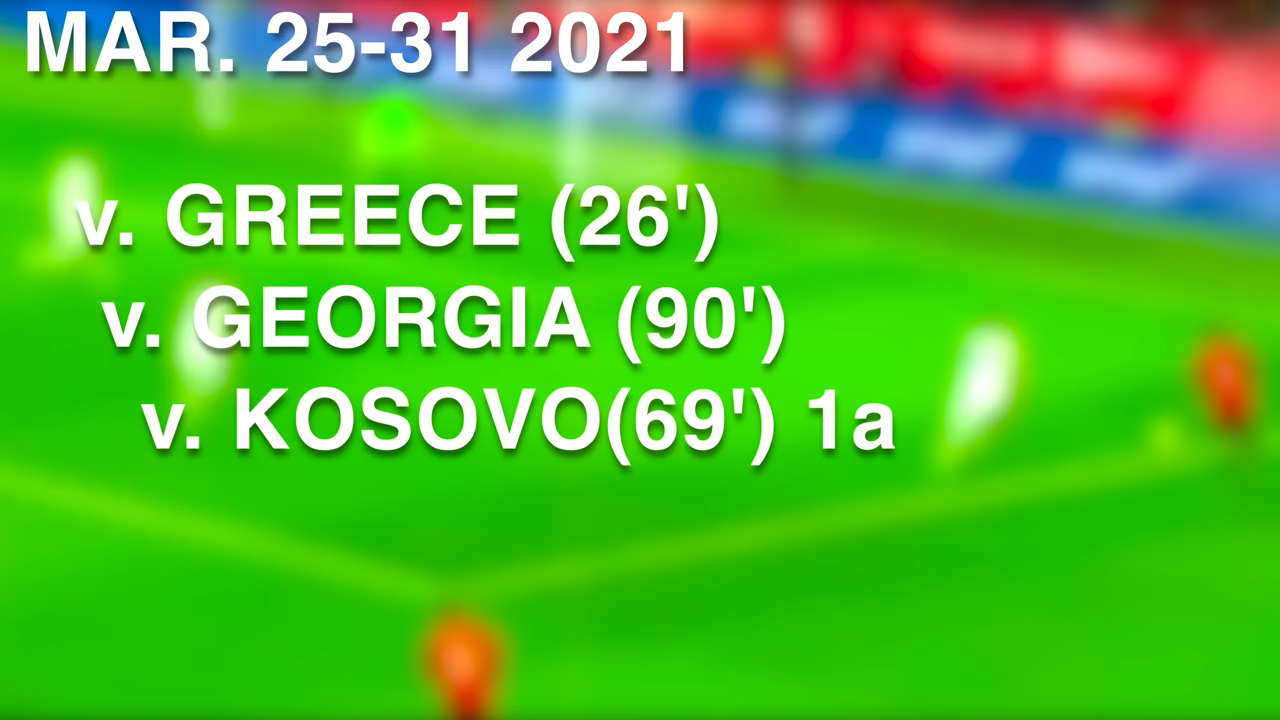 MAR. 25-31 2021
v. GREECE (26')
v. GEORGIA (90')
v. KOSOVO(69') 1a